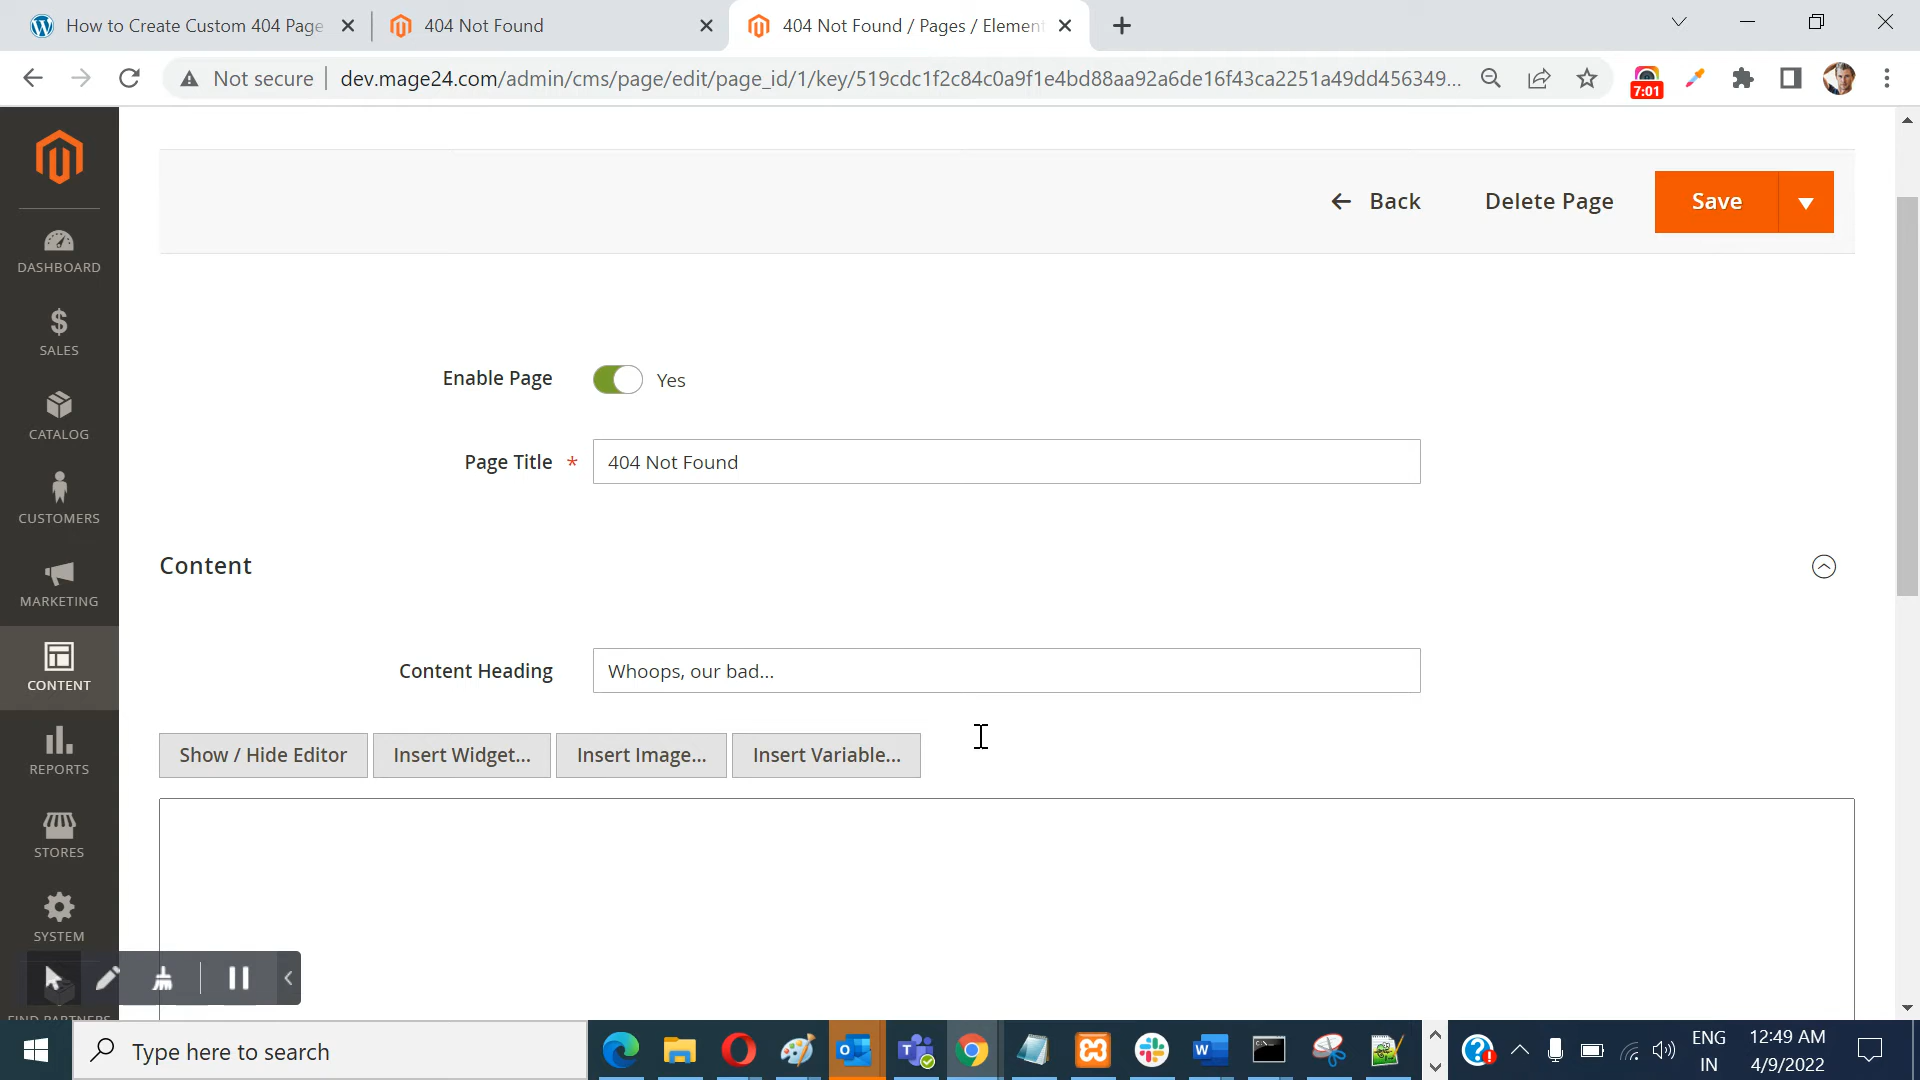 How to Create Custom 404 Page
404 Not Found
404 Not Found / Pages / Element
Not secure
dev.mage24.com/admin/cms/page/edit/page_id/1/key/519cdc1f2c84c0a9f1e4bd88aa92a6de16f43ca2251a49dd456349...
7:01
DASHBOARD
$
SALES
CATALOG
CUSTOMERS
MARKETING
CONTENT
REPORTS
STORES
SYSTEM
FIND PARTNERS
Back
Delete Page
Save
Enable Page
Yes
Page Title *
404 Not Found
Content
Content Heading
Whoops, our bad...
Show / Hide Editor
Insert Widget...
Insert Image...
Insert Variable...
Type here to search
ENG
IN
12:49 AM
4/9/2022